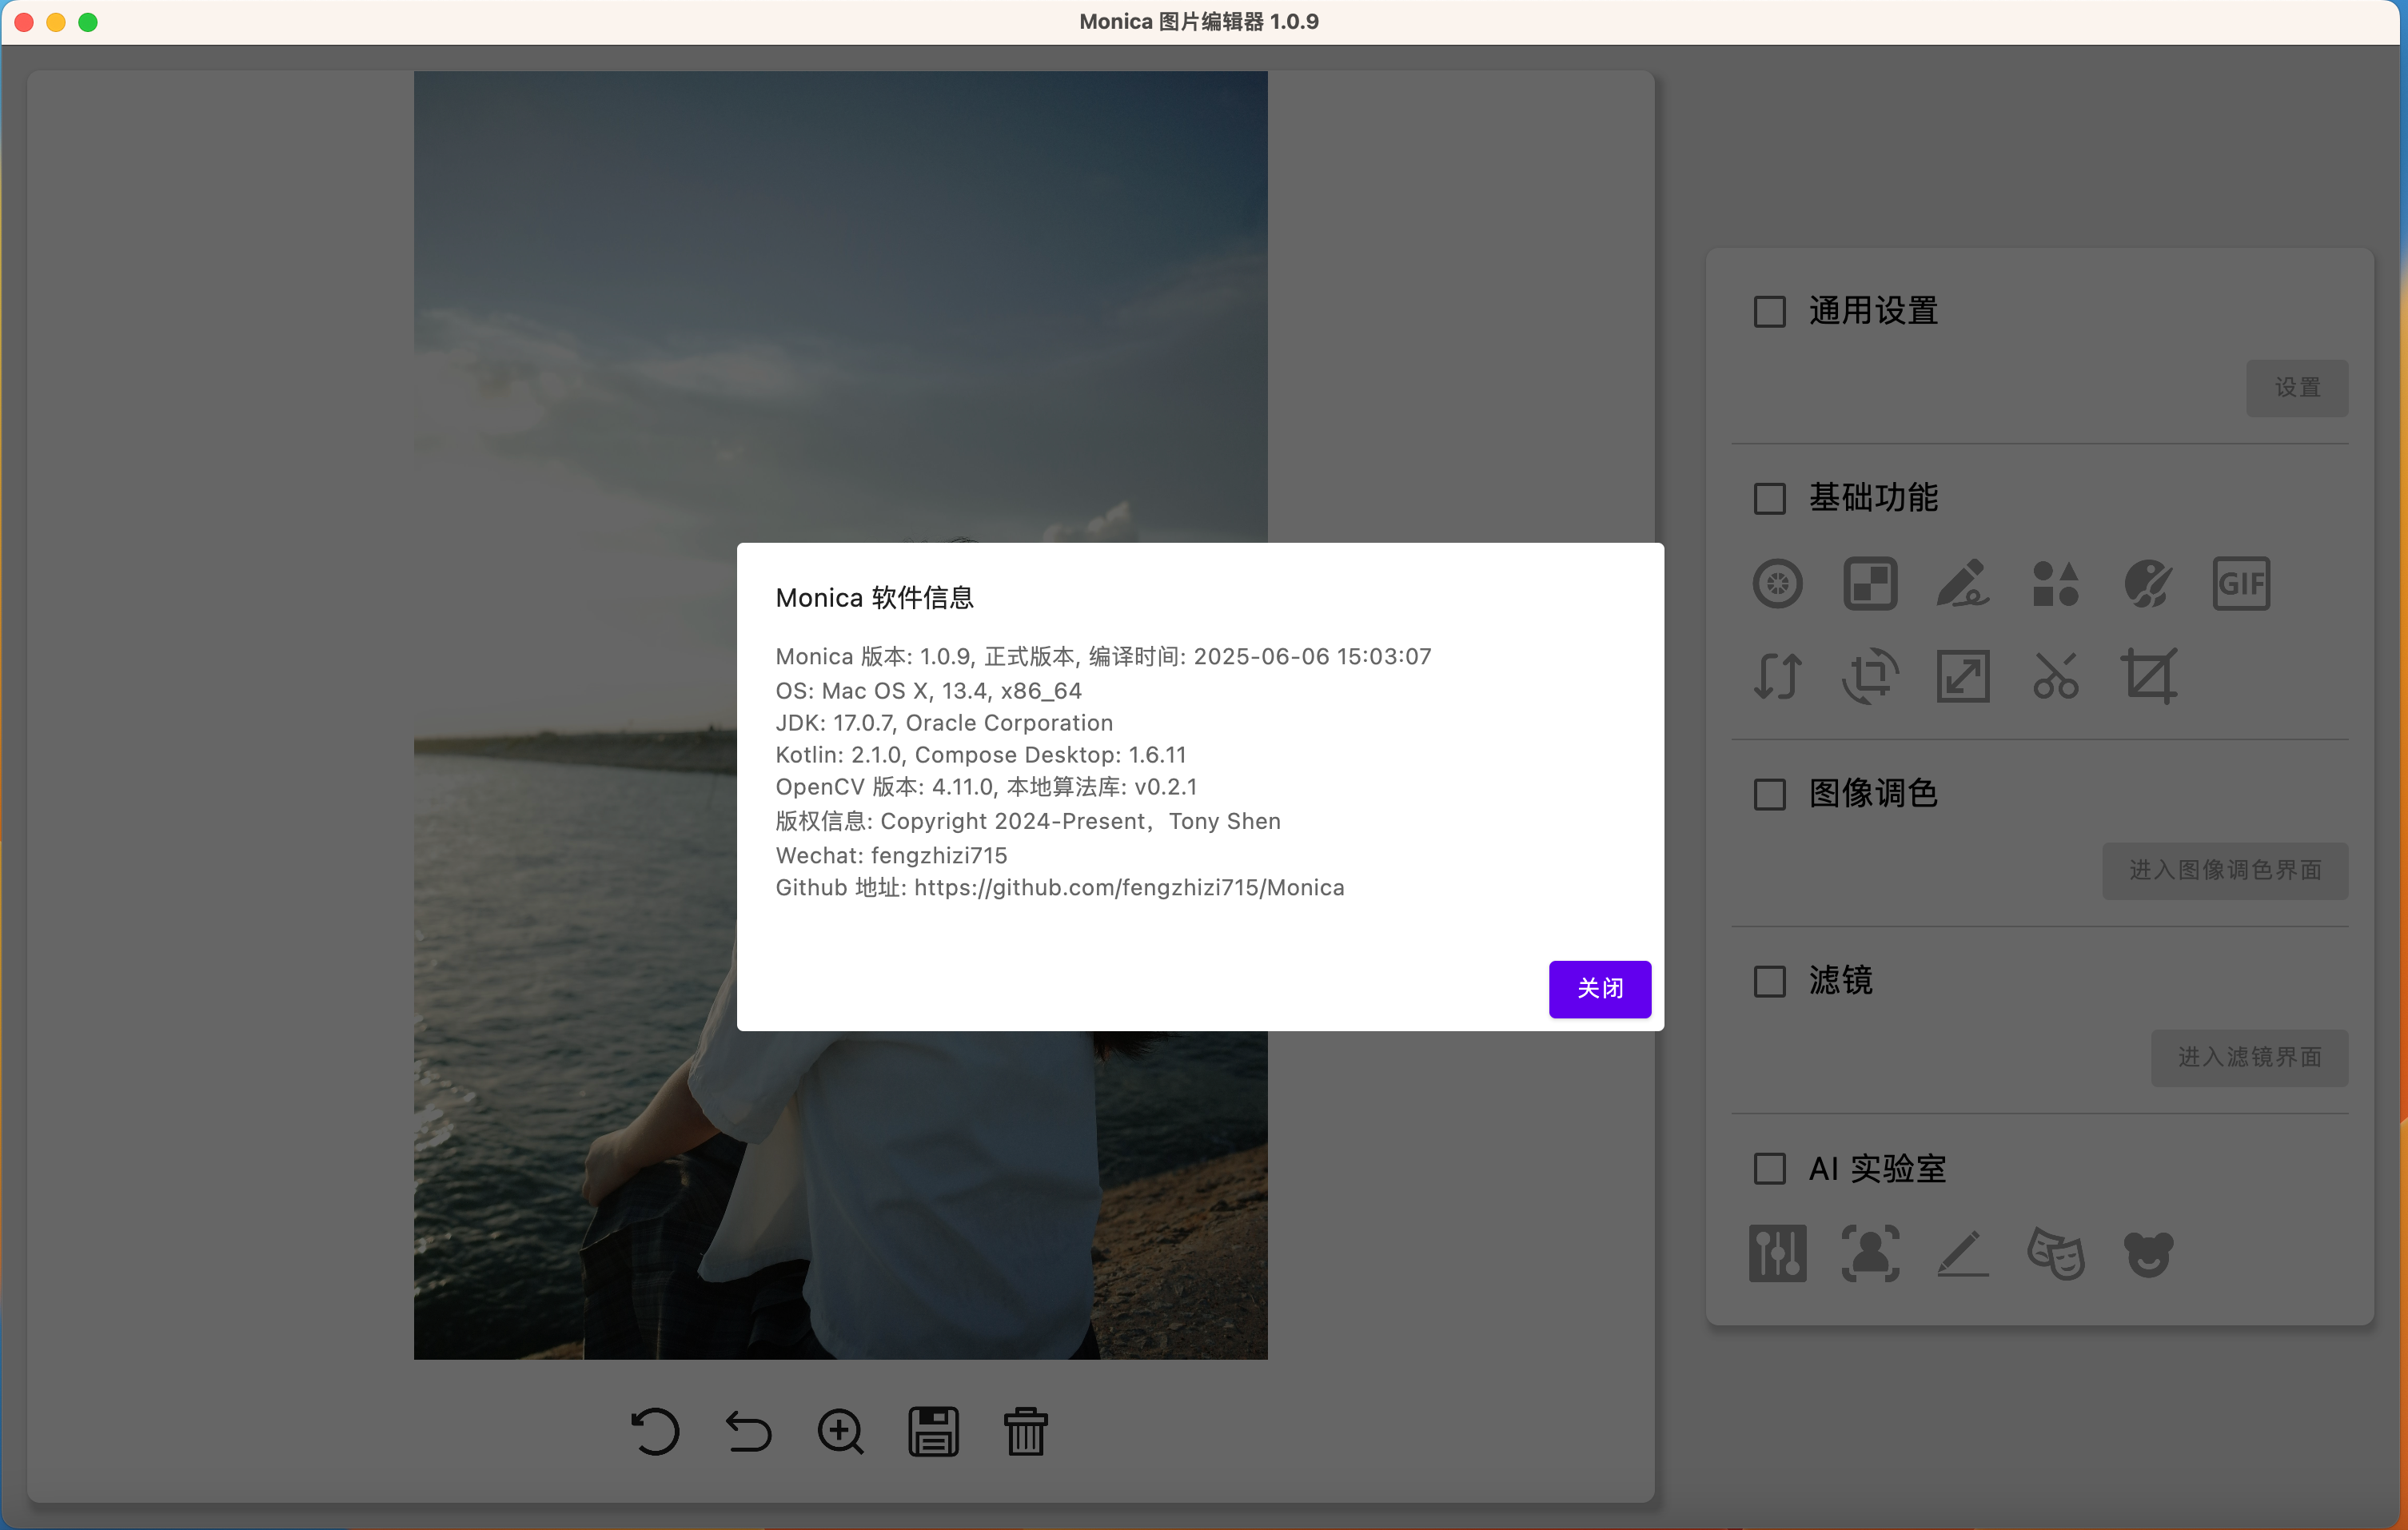 Monica 图片编辑器 1.0.9
通用设置
设置
基础功能
GIF
图像调色
进入图像调色界面
滤镜
进入滤镜界面
AI 实验室
Monica 软件信息
Monica 版本: 1.0.9, 正式版本, 编译时间: 2025-06-06 15:03:07
OS: Mac OS X, 13.4, x86_64
JDK: 17.0.7, Oracle Corporation
Kotlin: 2.1.0, Compose Desktop: 1.6.11
OpenCV 版本: 4.11.0, 本地算法库: v0.2.1
版权信息: Copyright 2024-Present，Tony Shen
Wechat: fengzhizi715
Github 地址: https://github.com/fengzhizi715/Monica
关闭